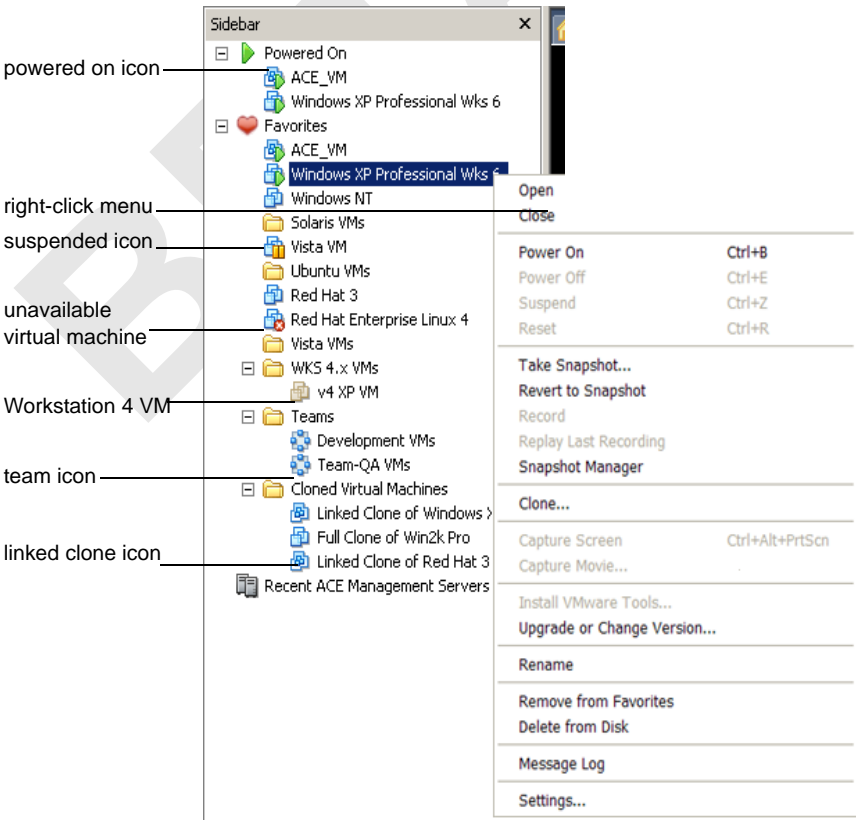 Sidebar
powered on icon
Powered On
ACE_VM
Windows XP Professional Wks 6
Favorites
ACE_VM
Windows XP Professional Wks 6
right-click menu
Windows NT
Solaris VMs
suspended icon
Vista VM
Ubuntu VMs
Red Hat 3
unavailable
virtual machine
Red Hat Enterprise Linux 4
Vista VMs
WKS 4.x VMs
Workstation 4 VM
v4 XP VM
Teams
Development VMs
team icon
Team-QA VMs
Cloned Virtual Machines
Linked Clone of Windows X
Full Clone of Win2k Pro
linked clone icon
Linked Clone of Red Hat 3
Recent ACE Management Servers
Open
Close
Power On Ctrl+B
Power Off Ctrl+E
Suspend Ctrl+Z
Reset Ctrl+R
Take Snapshot...
Revert to Snapshot
Record
Replay Last Recording
Snapshot Manager
Clone...
Capture Screen Ctrl+Alt+PrtScn
Capture Movie...
Install VMware Tools...
Upgrade or Change Version...
Rename
Remove from Favorites
Delete from Disk
Message Log
Settings...